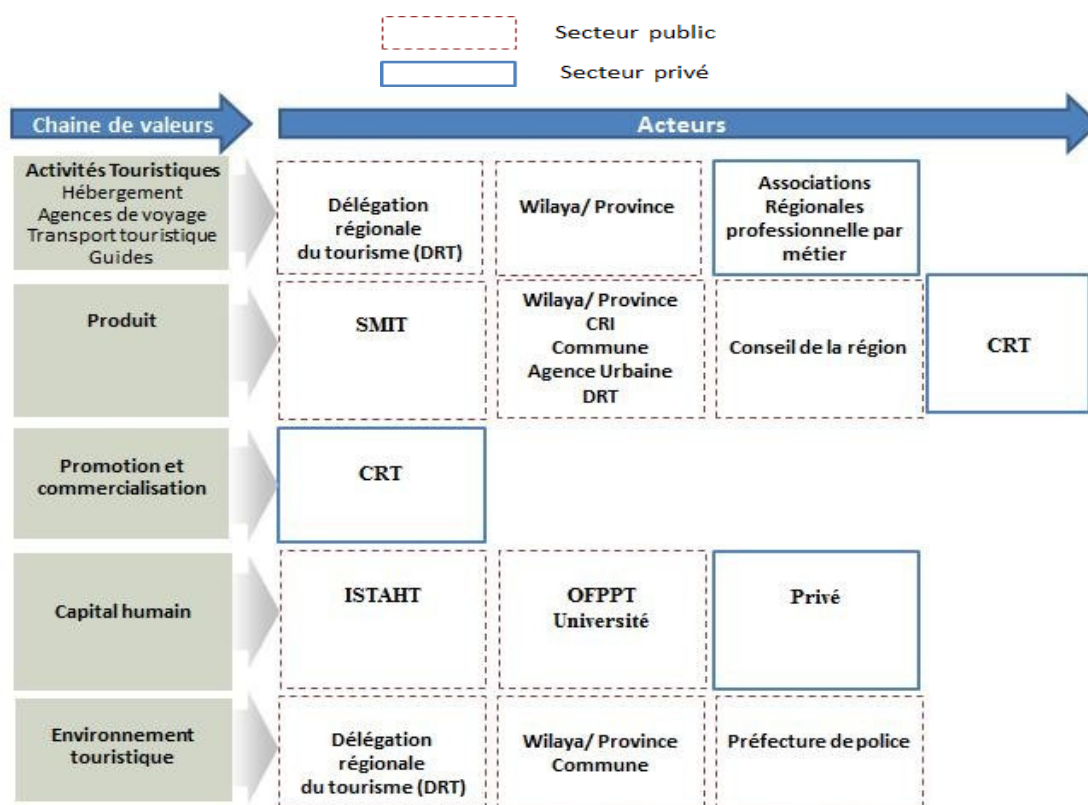 Secteur public
Secteur privé
Chaine de valeurs
Acteurs
Activités Touristiques
Hébergement
Agences de voyage
Transport touristique
Guides
Délégation
régionale
du tourisme (DRT)
Wilaya/ Province
Associations
Régionales
professionnelle par
métier
Produit
SMIT
Wilaya/ Province
CRI
Commune
Agence Urbaine
DRT
Conseil de la région
CRT
Promotion et
commercialisation
CRT
Capital humain
ISTAHT
OFPPT
Université
Privé
Environnement
touristique
Délégation
régionale
du tourisme (DRT)
Wilaya/ Province
Commune
Préfecture de police